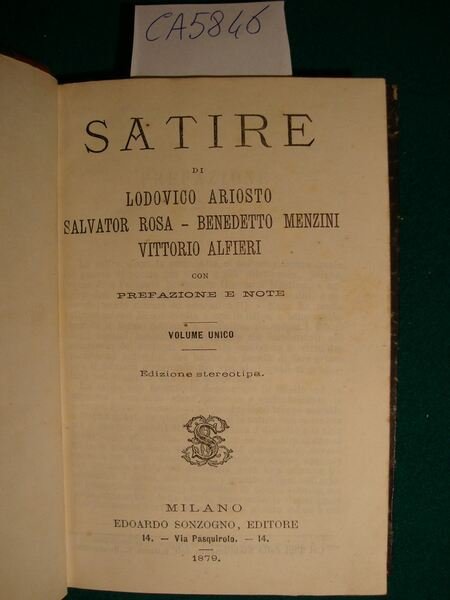 CA5846
SATIRE
DI
LODOVICO ARIOSTO
SALVATOR ROSA - BENEDETTO MENZINI
VITTORIO ALFIERI
CON
PREFAZIONE E NOTE
VOLUME UNICO
Edizione stereotipa.
MILANO
EDOARDO SONZOGNO, EDITORE
14. — Via Pasquirolo. — 14.
1879.